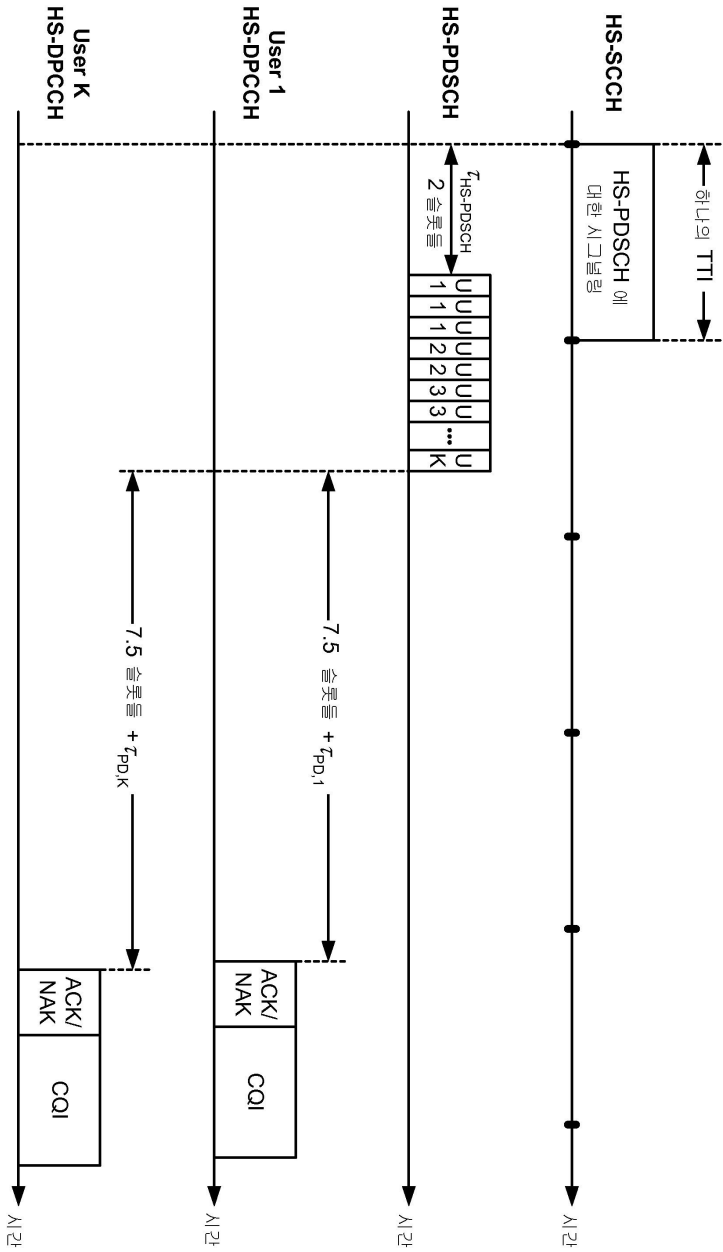 하나의 TTI
HS-SCCH
HS-PDSCH 에
대한 시그널링
시간
HS-PDSCH
τHS-PDSCH
2 슬롯들
U U U U U U U ... U
1 1 1 2 2 3 3 K
시간
User 1
HS-DPCCH
7.5 슬롯들 + τPD,1
ACK/
NAK
CQI
시간
User K
HS-DPCCH
7.5 슬롯들 + τPD,K
ACK/
NAK
CQI
시간